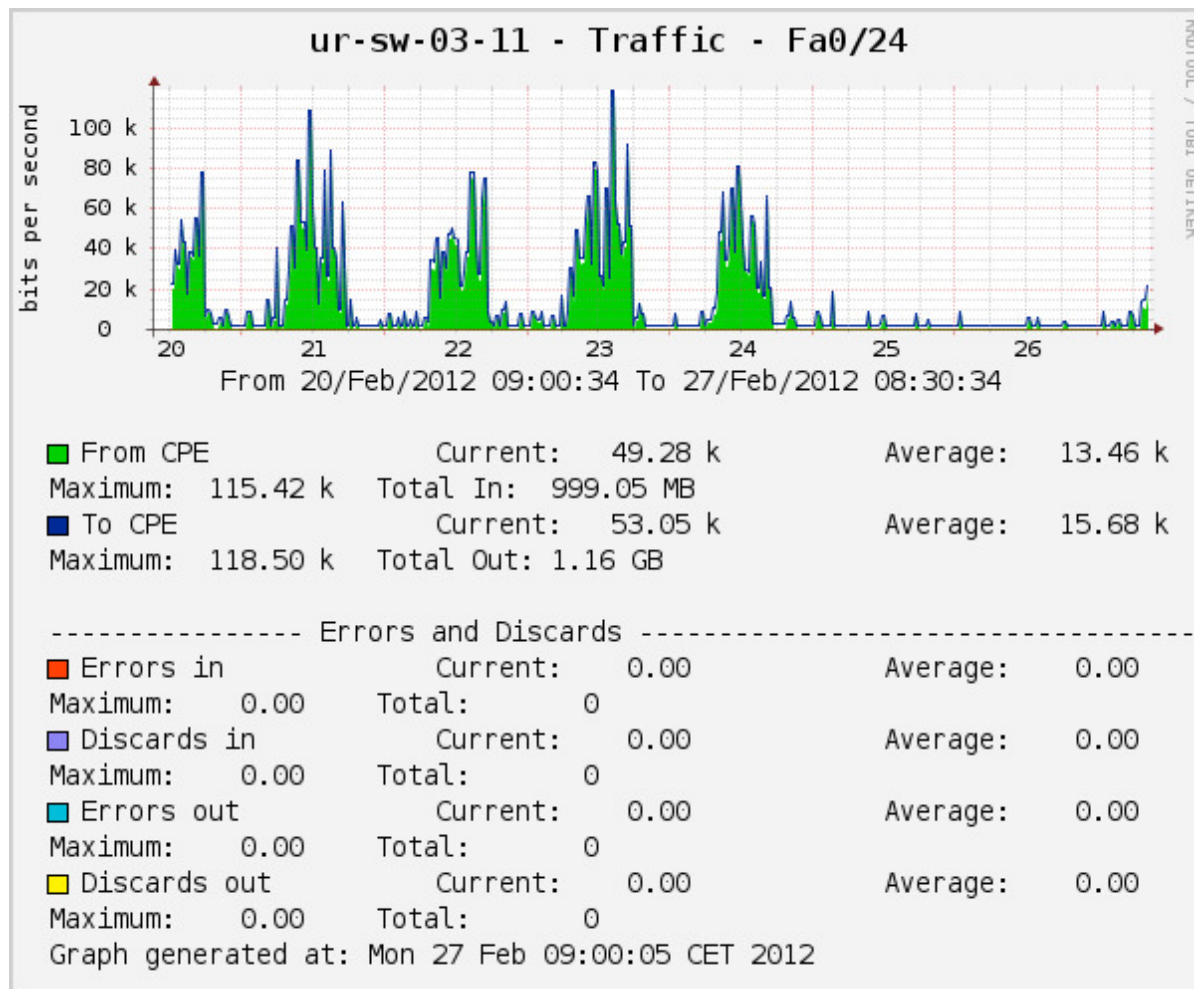 ur-sw-03-11 - Traffic - Fa0/24
RRDTOOL / TOBI OETIKER
bits per second
100 k
80 k
60 k
40 k
20 k
0
20 21 22 23 24 25 26
From 20/Feb/2012 09:00:34 To 27/Feb/2012 08:30:34
From CPE Current: 49.28 k Average: 13.46 k
Maximum: 115.42 k Total In: 999.05 MB
To CPE Current: 53.05 k Average: 15.68 k
Maximum: 118.50 k Total Out: 1.16 GB
---------------- Errors and Discards -----------------------------------
Errors in Current: 0.00 Average: 0.00
Maximum: 0.00 Total: 0
Discards in Current: 0.00 Average: 0.00
Maximum: 0.00 Total: 0
Errors out Current: 0.00 Average: 0.00
Maximum: 0.00 Total: 0
Discards out Current: 0.00 Average: 0.00
Maximum: 0.00 Total: 0
Graph generated at: Mon 27 Feb 09:00:05 CET 2012